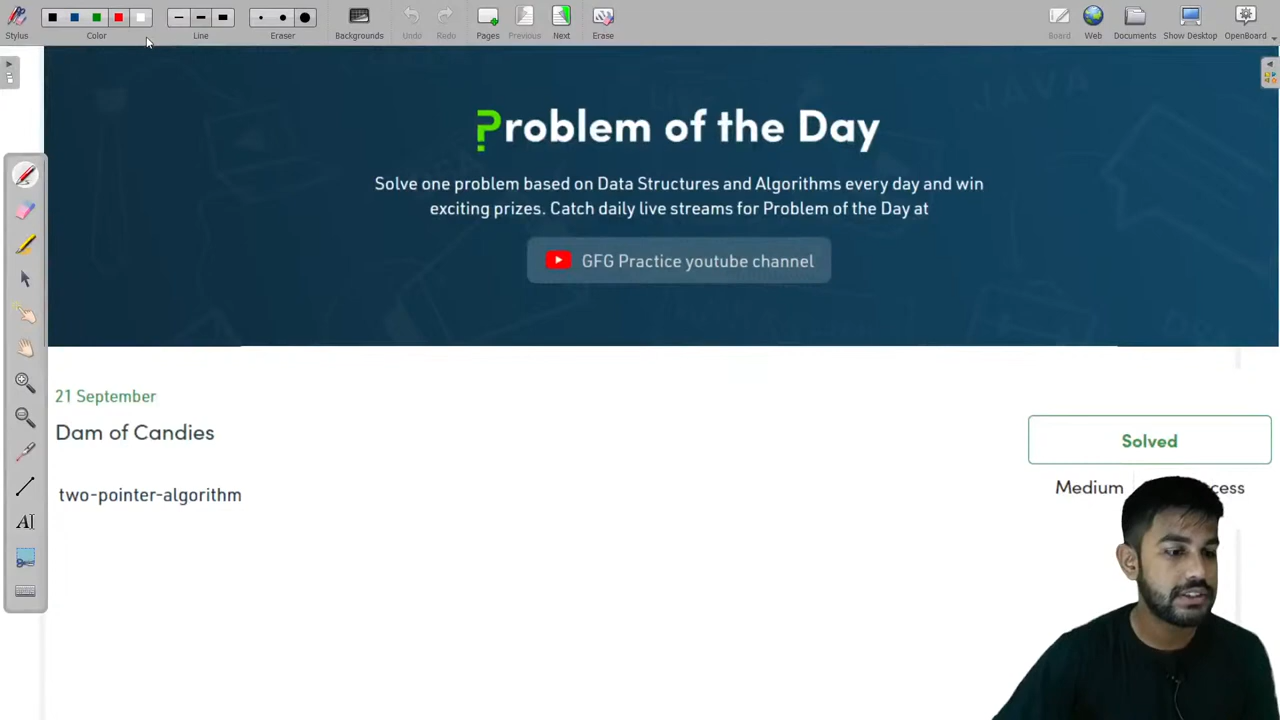 Stylus
Color
Line
Eraser
Backgrounds
Undo
Redo
Pages
Previous
Next
Erase
Board
Web
Documents
Show Desktop
OpenBoard
JAVA
Problem of the Day
Solve one problem based on Data Structures and Algorithms every day and win
exciting prizes. Catch daily live streams for Problem of the Day at
GFG Practice youtube channel
21 September
Dam of Candies
Solved
two-pointer-algorithm
Medium
AI